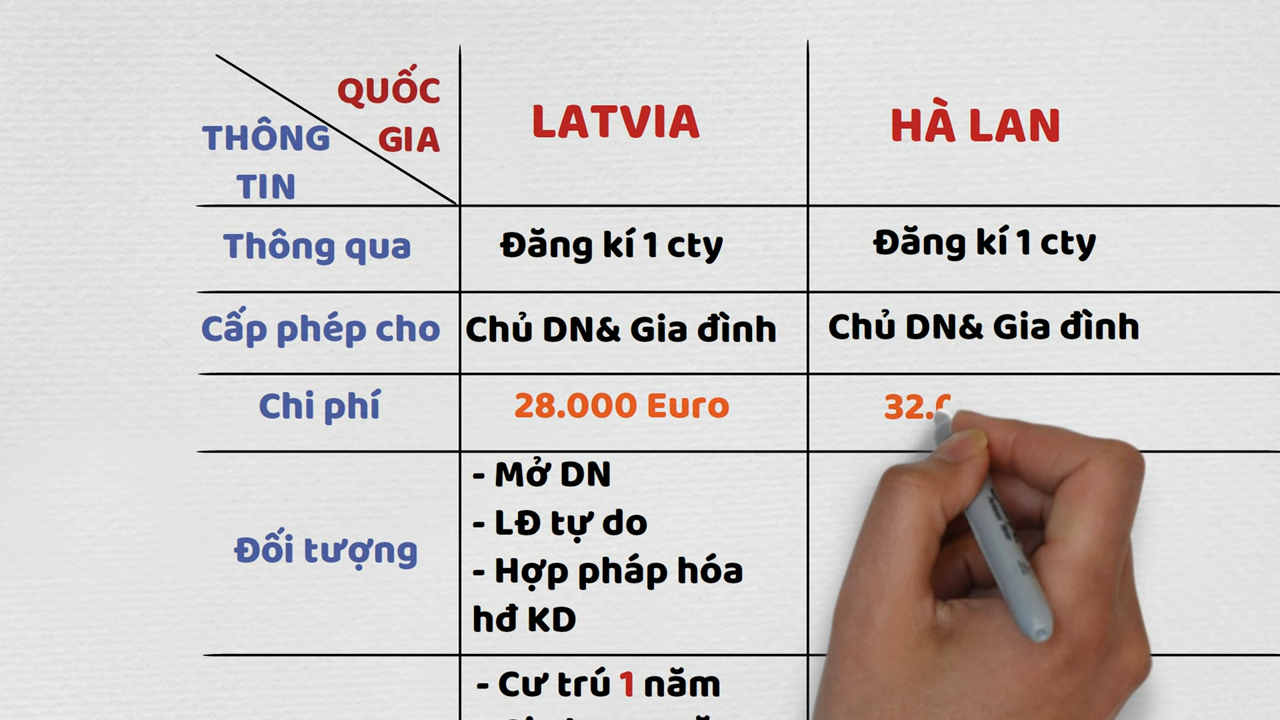 QUỐC
GIA
THÔNG
TIN
LATVIA
HÀ LAN
Thông qua
Đăng kí 1 cty
Đăng kí 1 cty
Cấp phép cho
Chủ DN& Gia đình
Chủ DN& Gia đình
Chi phí
28.000 Euro
32.
Đối tượng
- Mở DN
- LĐ tự do
- Hợp pháp hóa
hđ KD
- Cư trú 1 năm